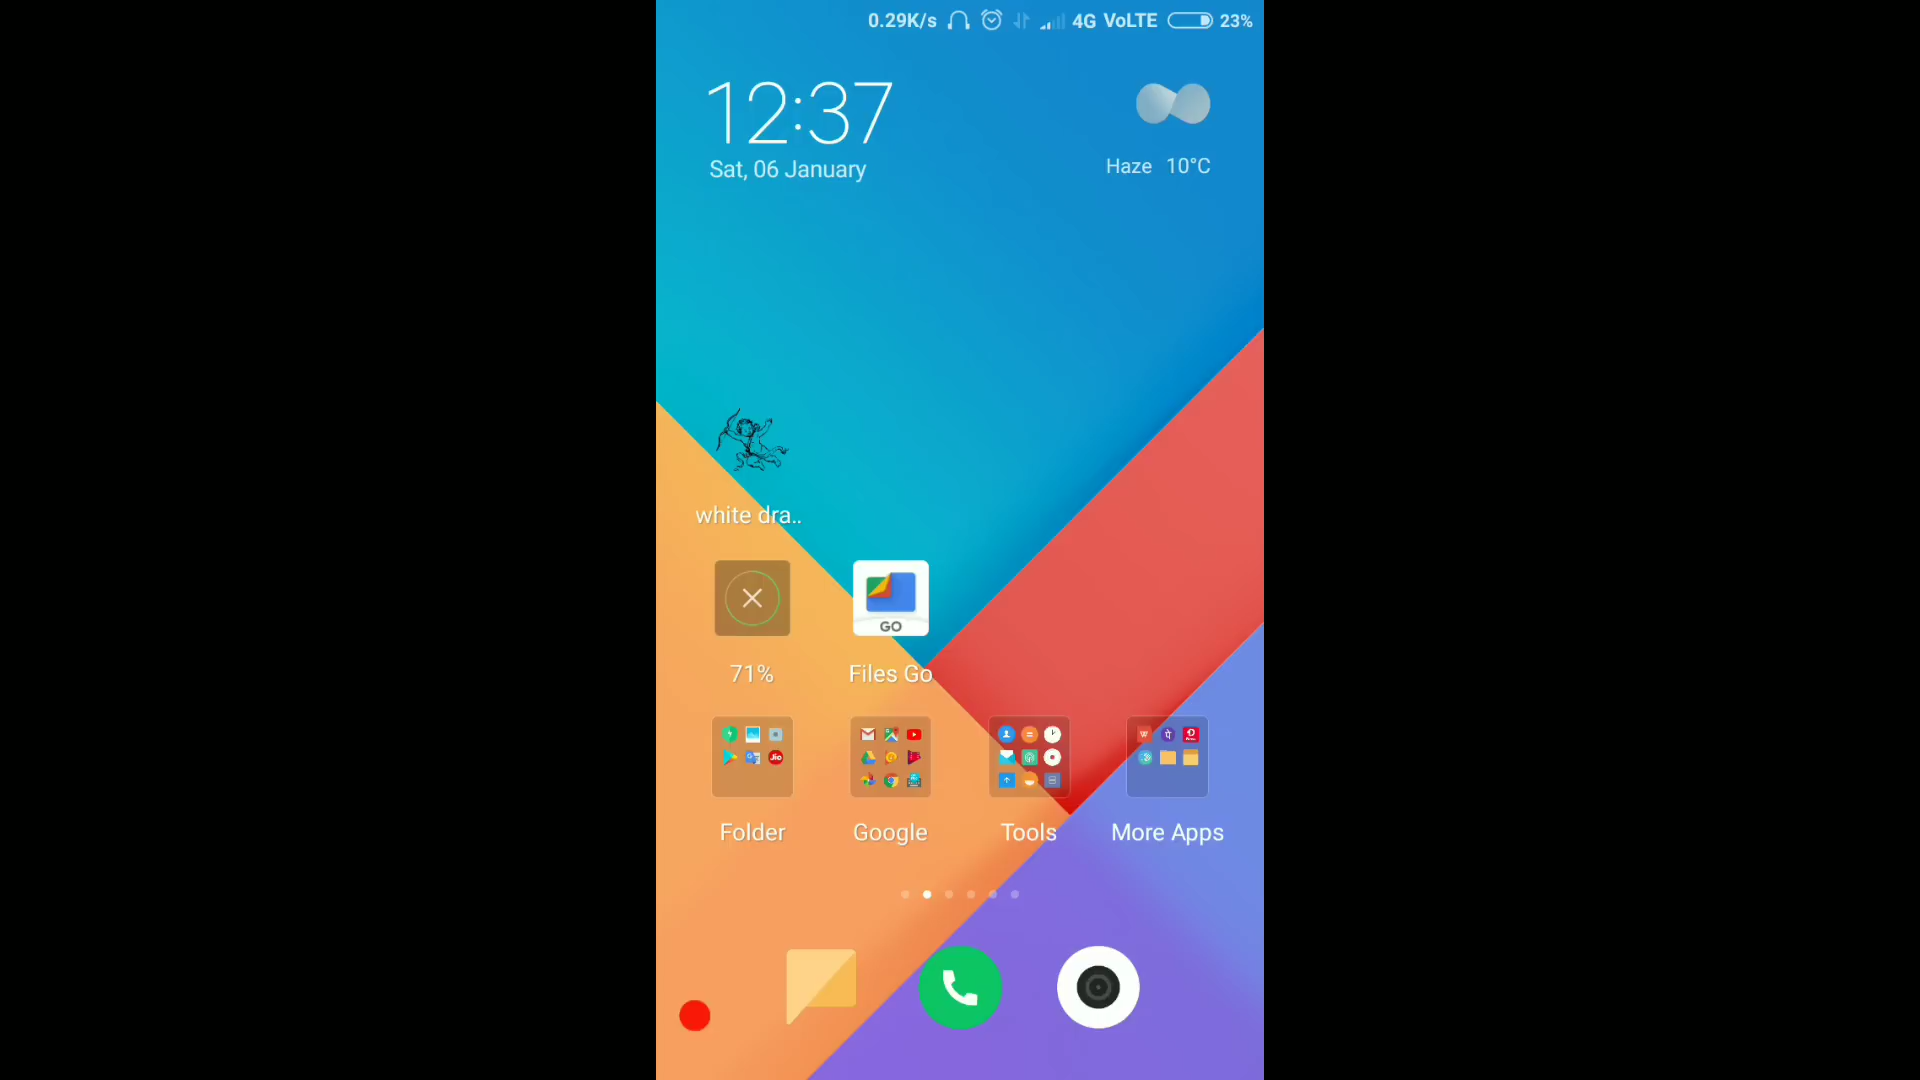 0.29K/s 4G VoLTE 23%
12:37
Sat, 06 January
Haze 10°C
white dra..
GO
71%
Files Go
Jio
Folder
Google
Tools
More Apps